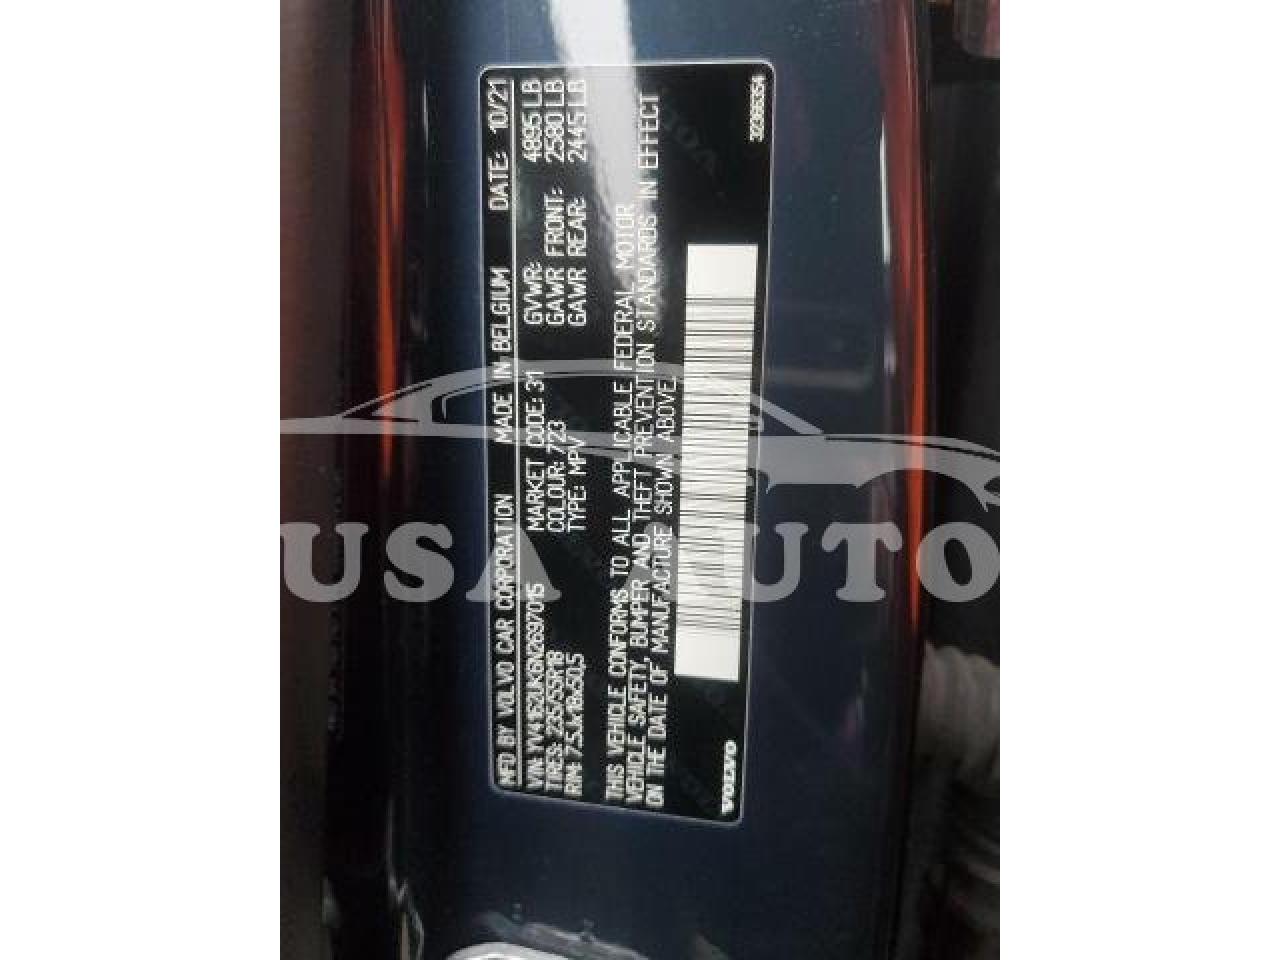 MFD BY VOLVO CAR CORPORATION MADE IN BELGIUM DATE: 10/21
VIN: YV4162UK6N2697015 MARKET CODE: 31 GVWR: 4895 LB
TIRES: 235/55R18 COLOUR: 723 GAWR FRONT: 2580 LB
RIM: 7,5Jx18x50,5 TYPE: MPV GAWR REAR: 2445 LB
THIS VEHICLE CONFORMS TO ALL APPLICABLE FEDERAL MOTOR
VEHICLE SAFETY, BUMPER AND THEFT PREVENTION STANDARDS IN EFFECT
ON THE DATE OF MANUFACTURE SHOWN ABOVE.
VOLVO 32386354
USA AUTO